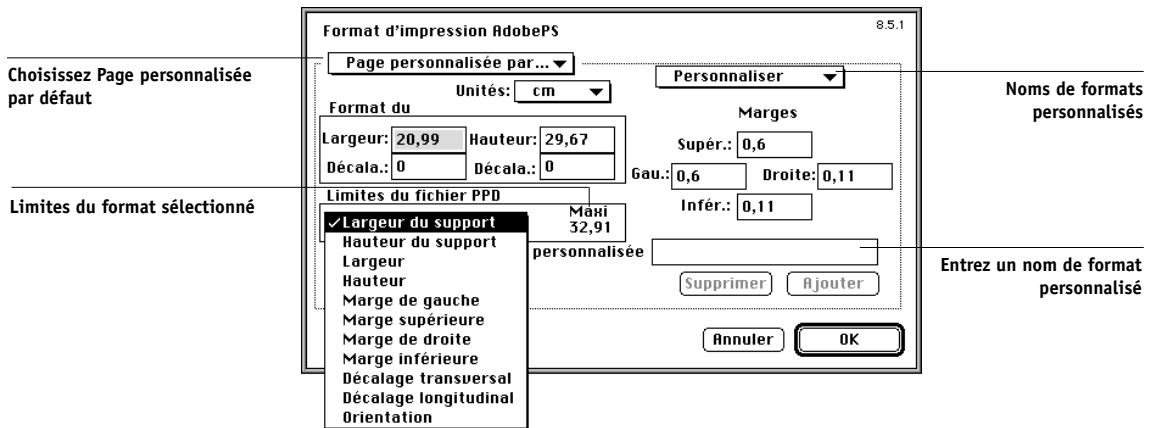 Format d'impression AdobePS
8.5.1
Page personnalisée par...
Choisissez Page personnalisée
par défaut
Personnaliser
Noms de formats
personnalisés
Unités: cm
Format du
Largeur: 20,99 Hauteur: 29,67
Décala.: 0 Décala.: 0
Marges
Supér.: 0,6
Gau.: 0,6 Droite: 0,11
Infér.: 0,11
Limites du format sélectionné
Limites du fichier PPD
Maxi
32,91
✓Largeur du support
Hauteur du support
Largeur
Hauteur
Marge de gauche
Marge supérieure
Marge de droite
Marge inférieure
Décalage transversal
Décalage longitudinal
Orientation
personnalisée
Entrez un nom de format
personnalisé
Supprimer Ajouter
Annuler OK